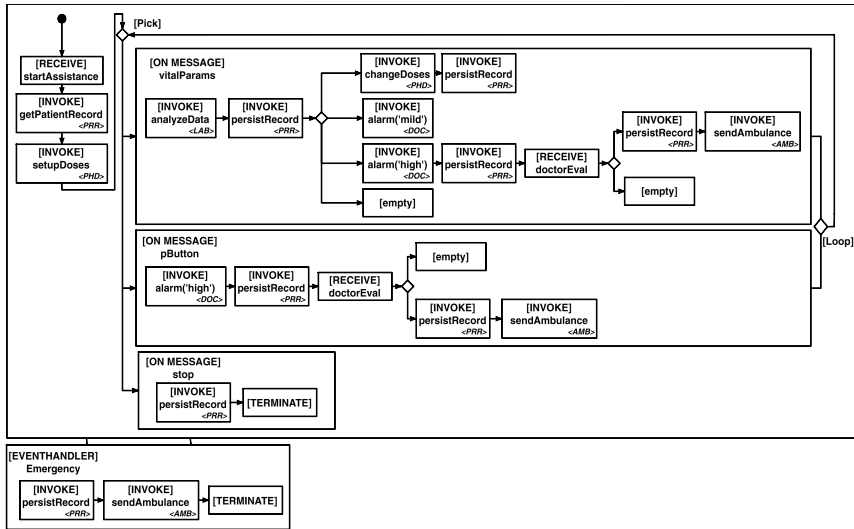 [Pick]
[RECEIVE]
startAssistance
[INVOKE]
getPatientRecord
<PRR>
[INVOKE]
setupDoses
<PHD>
[ON MESSAGE]
vitalParams
[INVOKE]
analyzeData
<LAB>
[INVOKE]
persistRecord
<PRR>
[INVOKE]
changeDoses
<PHD>
[INVOKE]
persistRecord
<PRR>
[INVOKE]
alarm('mild')
<DOC>
[INVOKE]
alarm('high')
<DOC>
[INVOKE]
persistRecord
<PRR>
[RECEIVE]
doctorEval
[INVOKE]
persistRecord
<PRR>
[INVOKE]
sendAmbulance
<AMB>
[empty]
[empty]
[Loop]
[ON MESSAGE]
pButton
[INVOKE]
alarm('high')
<DOC>
[INVOKE]
persistRecord
<PRR>
[RECEIVE]
doctorEval
[empty]
[INVOKE]
persistRecord
<PRR>
[INVOKE]
sendAmbulance
<AMB>
[ON MESSAGE]
stop
[INVOKE]
persistRecord
<PRR>
[TERMINATE]
[EVENTHANDLER]
Emergency
[INVOKE]
persistRecord
<PRR>
[INVOKE]
sendAmbulance
<AMB>
[TERMINATE]